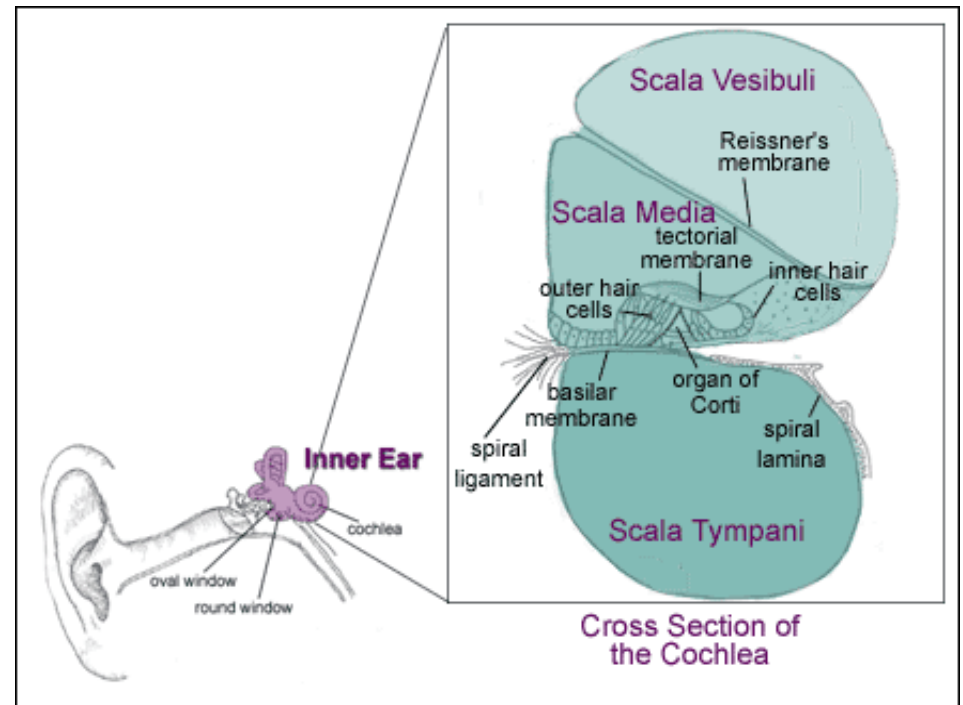 Scala Vesibuli
Reissner's
membrane
Scala Media
tectorial
membrane
inner hair
cells
outer hair
cells
organ of
Corti
basilar
membrane
spiral
lamina
spiral
ligament
Scala Tympani
Inner Ear
cochlea
oval window
round window
Cross Section of
the Cochlea